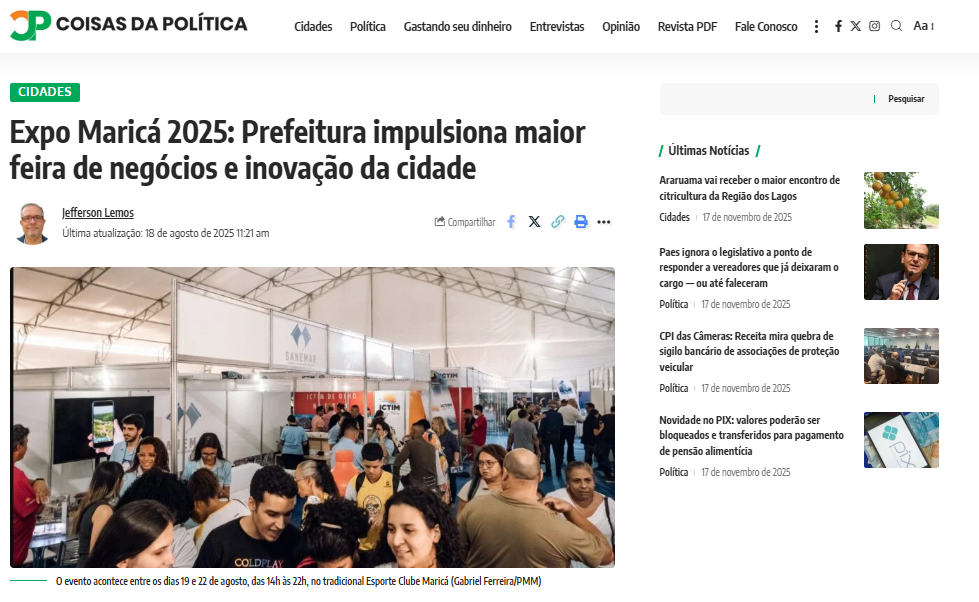 COISAS DA POLÍTICA
Cidades Política Gastando seu dinheiro Entrevistas Opinião Revista PDF Fale Conosco
Aa
CIDADES
Expo Maricá 2025: Prefeitura impulsiona maior
feira de negócios e inovação da cidade
Jefferson Lemos
Última atualização: 18 de agosto de 2025 11:21 am
Compartilhar
SANEMAR
ICTIM
ICTIM
COLDPLAY
O evento acontece entre os dias 19 e 22 de agosto, das 14h às 22h, no tradicional Esporte Clube Maricá (Gabriel Ferreira/PMM)
Pesquisar
Últimas Notícias
Araruama vai receber o maior encontro de
citricultura da Região dos Lagos
Cidades 17 de novembro de 2025
Paes ignora o legislativo a ponto de
responder a vereadores que já deixaram o
cargo — ou até faleceram
Política 17 de novembro de 2025
CPI das Câmeras: Receita mira quebra de
sigilo bancário de associações de proteção
veicular
Política 17 de novembro de 2025
Novidade no PIX: valores poderão ser
bloqueados e transferidos para pagamento
de pensão alimentícia
Política 17 de novembro de 2025
pix